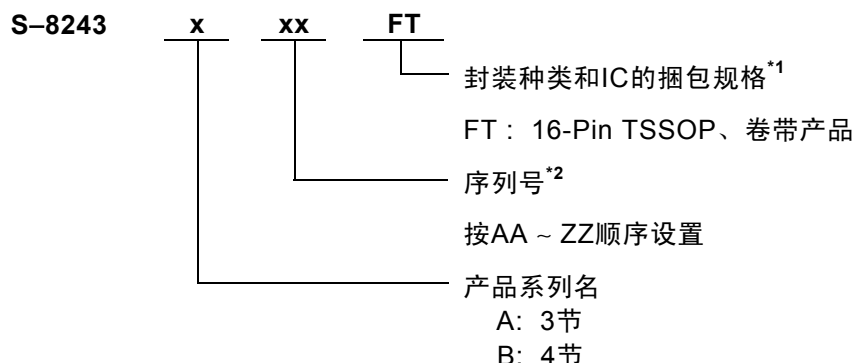 S–8243 x xx FT
封装种类和IC的捆包规格*1
FT : 16-Pin TSSOP、卷带产品
序列号*2
按AA ~ ZZ顺序设置
产品系列名
A: 3节
B: 4节